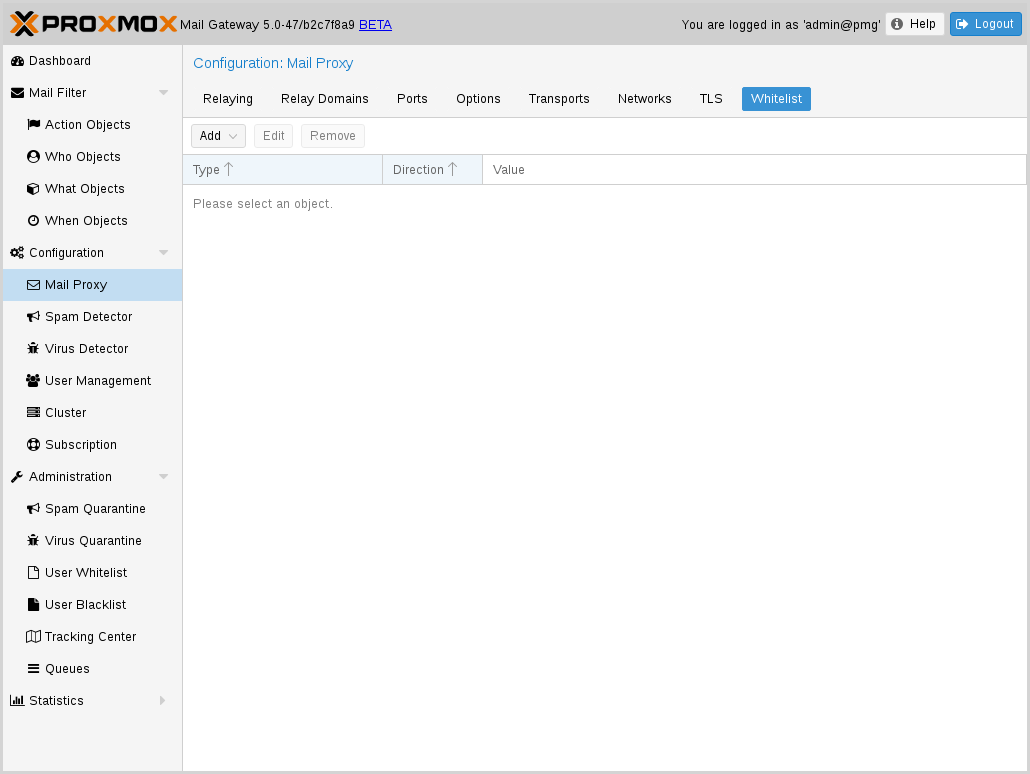 PROXMOX Mail Gateway 5.0-47/b2c7f8a9 BETA You are logged in as 'admin@pmg' Help Logout
Dashboard
Mail Filter
Action Objects
Who Objects
What Objects
When Objects
Configuration
Mail Proxy
Spam Detector
Virus Detector
User Management
Cluster
Subscription
Administration
Spam Quarantine
Virus Quarantine
User Whitelist
User Blacklist
Tracking Center
Queues
Statistics
Configuration: Mail Proxy
Relaying Relay Domains Ports Options Transports Networks TLS Whitelist
Add Edit Remove
Type Direction Value
Please select an object.